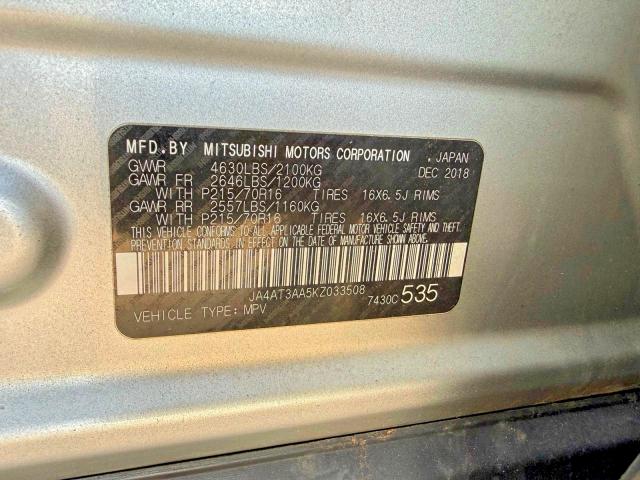 MFD.BY MITSUBISHI MOTORS CORPORATION , JAPAN
GVWR 4630LBS/2100KG DEC 2018
GAWR FR 2646LBS/1200KG
WITH P215/70R16 TIRES 16X6.5J RIMS
GAWR RR 2557LBS/1160KG
WITH P215/70R16 TIRES 16X6.5J RIMS
THIS VEHICLE CONFORMS TO ALL APPLICABLE FEDERAL MOTOR VEHICLE SAFETY, BUMPER, AND THEFT
PREVENTION STANDARDS IN EFFECT ON THE DATE OF MANUFACTURE SHOWN ABOVE.
JA4AT3AA5KZ033508
VEHICLE TYPE: MPV 7430C 535